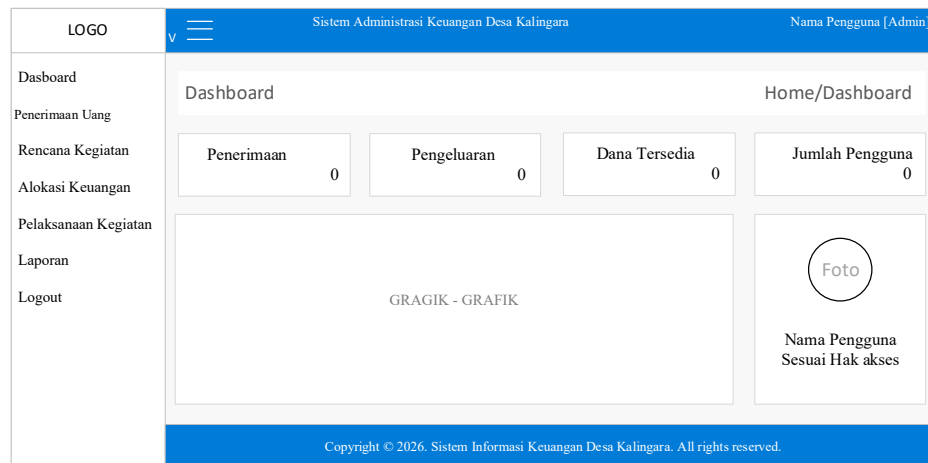 LOGO
v
Sistem Administrasi Keuangan Desa Kalingara
Nama Pengguna [Admin]
Dasboard
Penerimaan Uang
Rencana Kegiatan
Alokasi Keuangan
Pelaksanaan Kegiatan
Laporan
Logout
Dashboard
Home/Dashboard
Penerimaan
0
Pengeluaran
0
Dana Tersedia
0
Jumlah Pengguna
0
GRAGIK - GRAFIK
Foto
Nama Pengguna
Sesuai Hak akses
Copyright © 2026. Sistem Informasi Keuangan Desa Kalingara. All rights reserved.